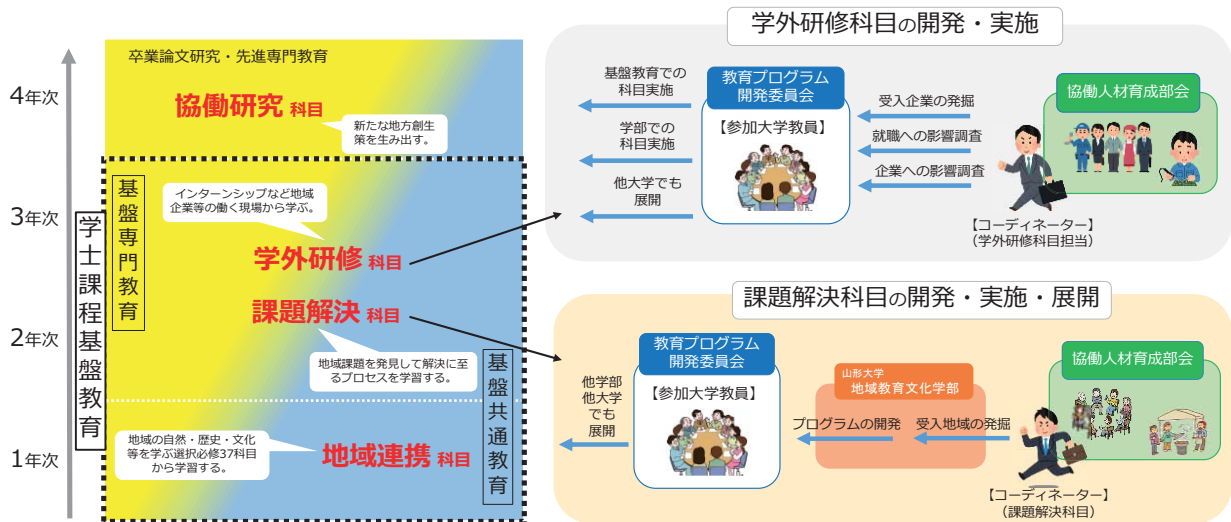 卒業論文研究・先進専門教育
4年次
協働研究 科目
新たな地方創生
策を生み出す。
3年次
学士課程基盤教育
基盤専門教育
インターンシップなど地域
企業等の働く現場から学ぶ。
学外研修 科目
課題解決 科目
2年次
地域課題を発見して解決に至
るプロセスを学習する。
基盤共通教育
1年次
地域の自然・歴史・文化
等を学ぶ選択必修37科目
から学習する。
地域連携 科目
学外研修科目の開発・実施
基盤教育での
科目実施
学部での
科目実施
他大学でも
展開
教育プログラム
開発委員会
【参加大学教員】
受入企業の発掘
就職への影響調査
企業への影響調査
協働人材育成部会
【コーディネーター】
（学外研修科目担当）
課題解決科目の開発・実施・展開
他学部
他大学
でも
展開
教育プログラム
開発委員会
【参加大学教員】
山形大学
地域教育文化学部
プログラムの開発
受入地域の発掘
協働人材育成部会
【コーディネーター】
（課題解決科目）